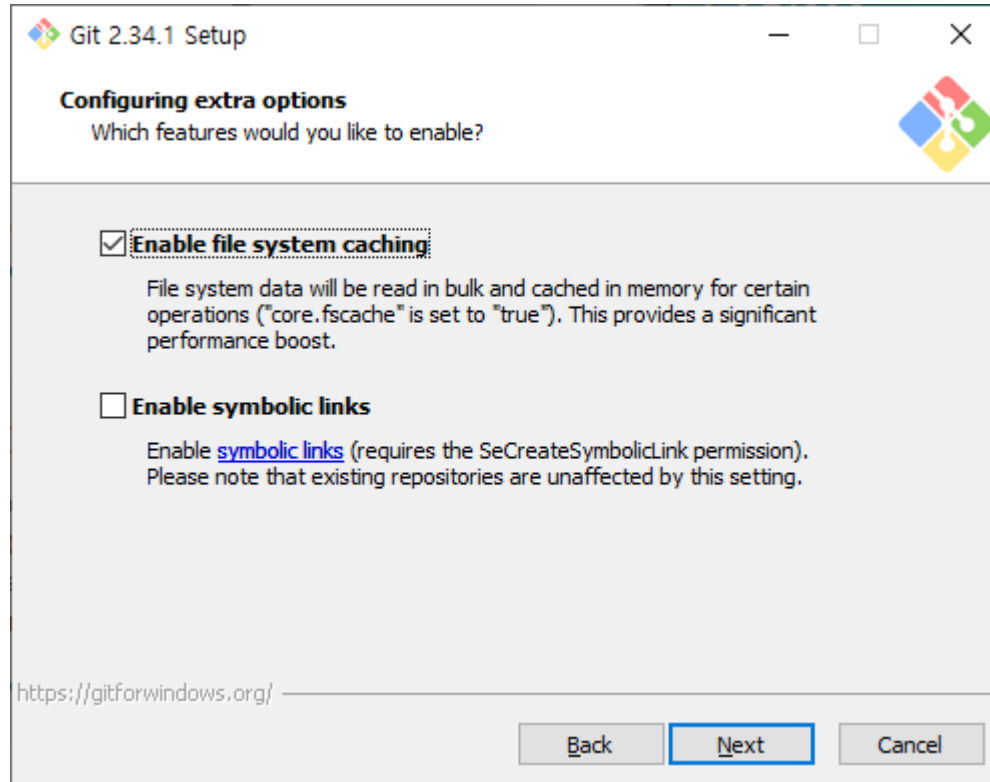 Git 2.34.1 Setup
Configuring extra options
Which features would you like to enable?
Enable file system caching
File system data will be read in bulk and cached in memory for certain
operations ("core.fscache" is set to "true"). This provides a significant
performance boost.
Enable symbolic links
Enable symbolic links (requires the SeCreateSymbolicLink permission).
Please note that existing repositories are unaffected by this setting.
https://gitforwindows.org/
Back
Next
Cancel